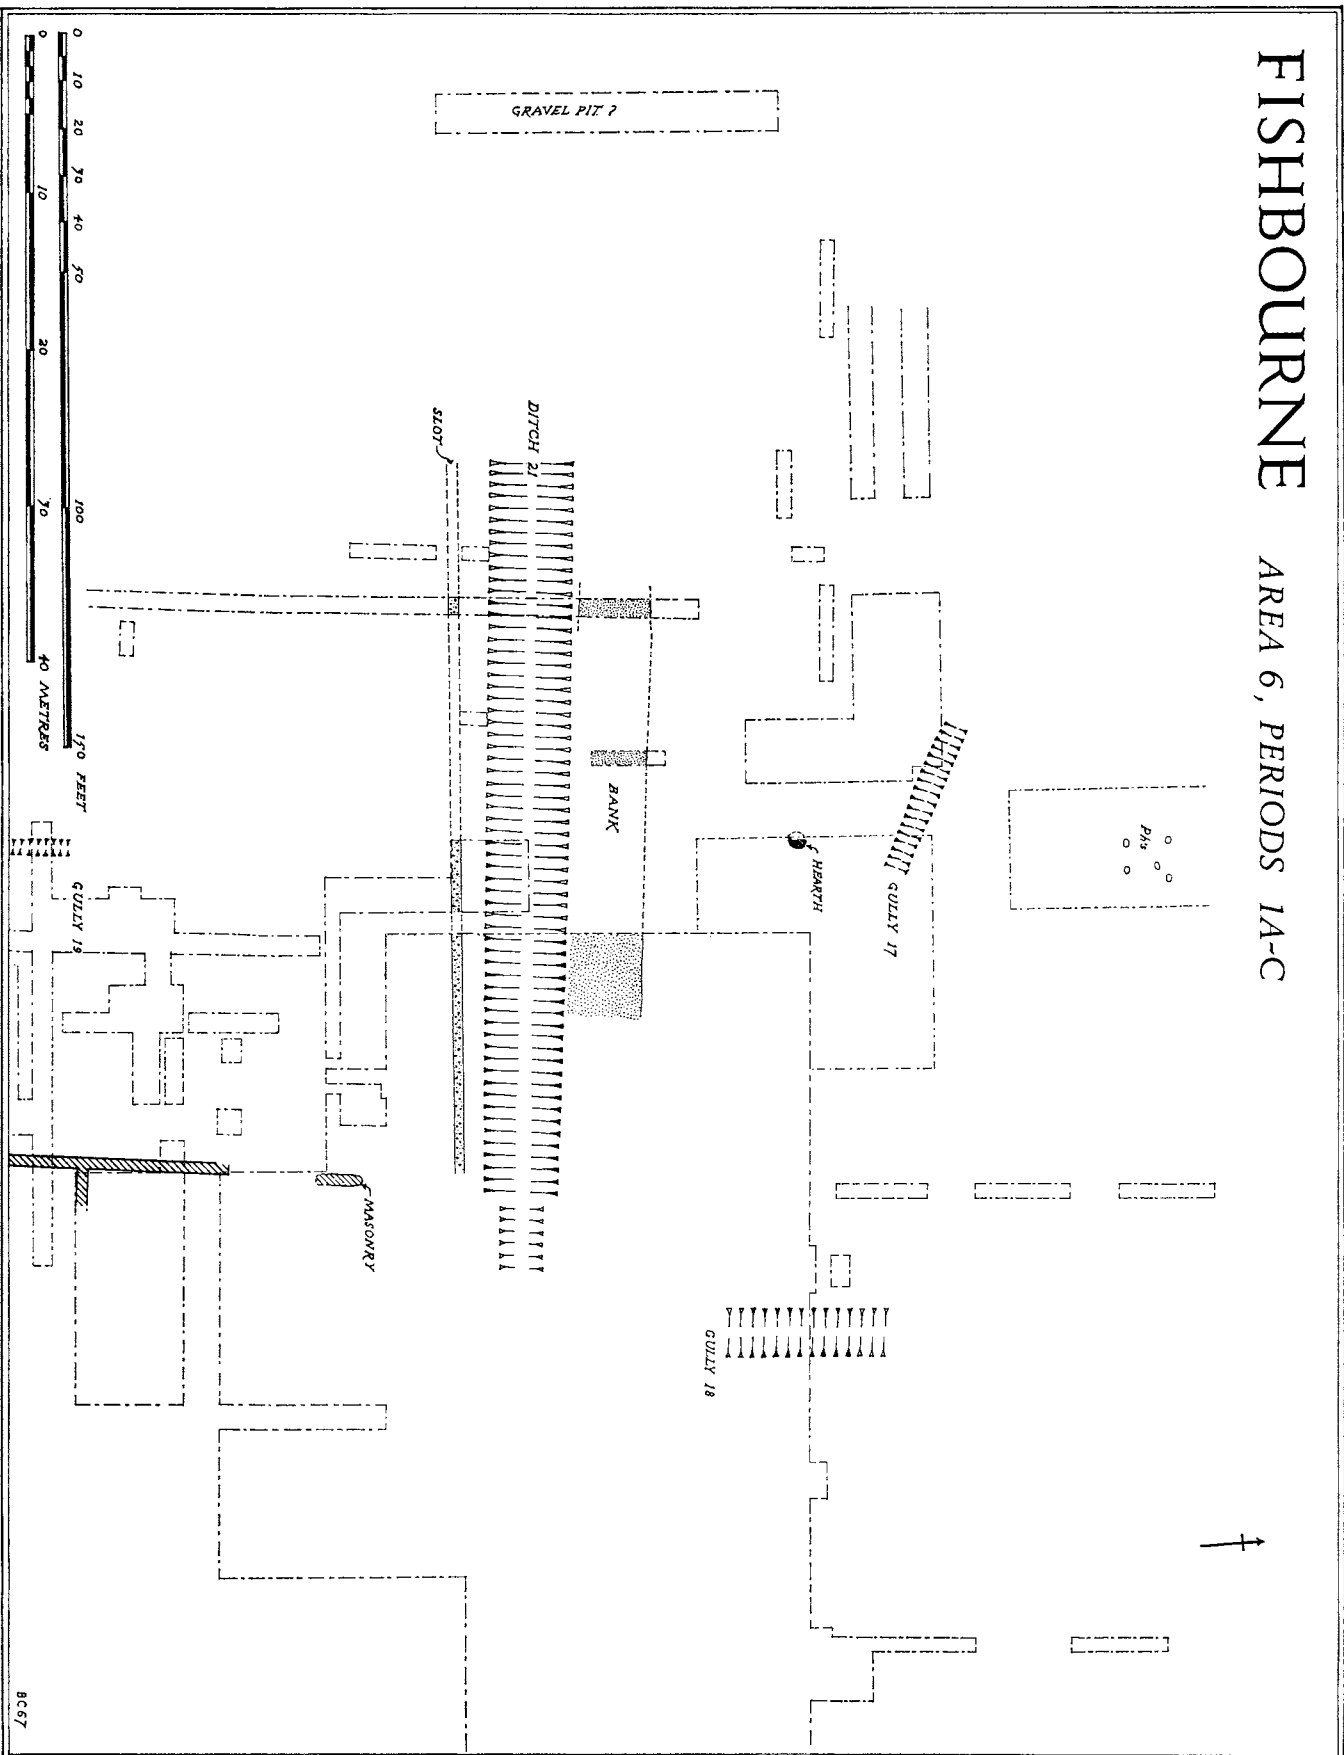 FISHBOURNE AREA 6, PERIODS 1A-C
Phs
GULLY 17
HEARTH
GULLY 18
BANK
DITCH 21
SLOT
GRAVEL PIT ?
MASONRY
GULLY 19
0 10 20 30 40 50 100 150 FEET
0 10 20 30 40 METRES
BC67